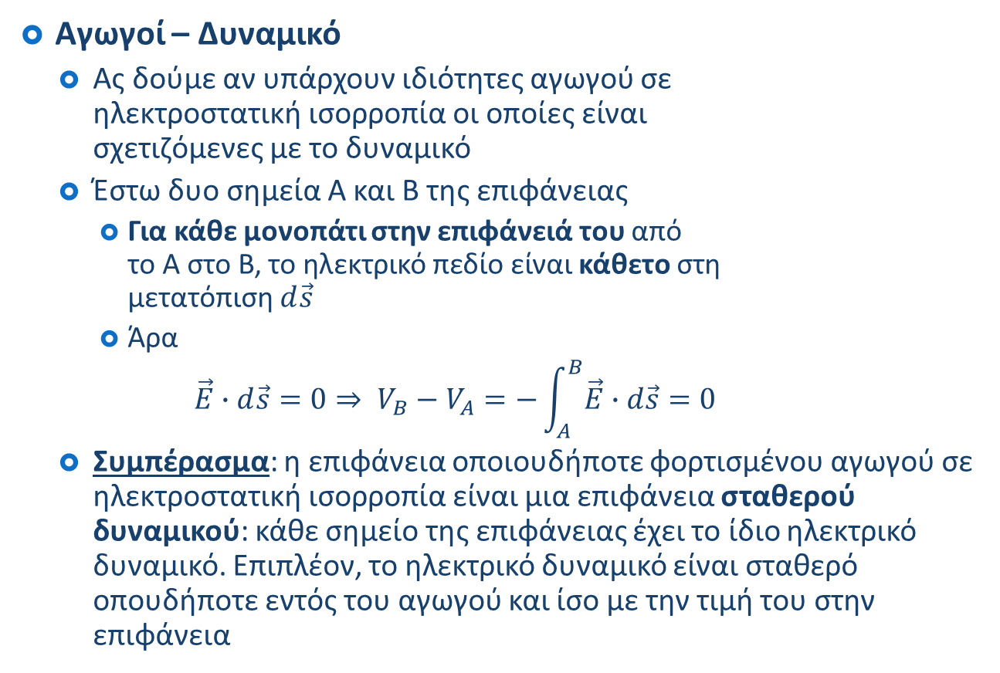 Αγωγοί – Δυναμικό
Ας δούμε αν υπάρχουν ιδιότητες αγωγού σε
ηλεκτροστατική ισορροπία οι οποίες είναι
σχετιζόμενες με το δυναμικό
Έστω δυο σημεία Α και Β της επιφάνειας
Για κάθε μονοπάτι στην επιφάνειά του από
το Α στο Β, το ηλεκτρικό πεδίο είναι κάθετο στη
μετατόπιση $d\vec{s}$
Άρα
$\vec{E} \cdot d\vec{s} = 0 \Rightarrow V_B - V_A = -\int_A^B \vec{E} \cdot d\vec{s} = 0$
Συμπέρασμα: η επιφάνεια οποιουδήποτε φορτισμένου αγωγού σε
ηλεκτροστατική ισορροπία είναι μια επιφάνεια σταθερού
δυναμικού: κάθε σημείο της επιφάνειας έχει το ίδιο ηλεκτρικό
δυναμικό. Επιπλέον, το ηλεκτρικό δυναμικό είναι σταθερό
οπουδήποτε εντός του αγωγού και ίσο με την τιμή του στην
επιφάνεια